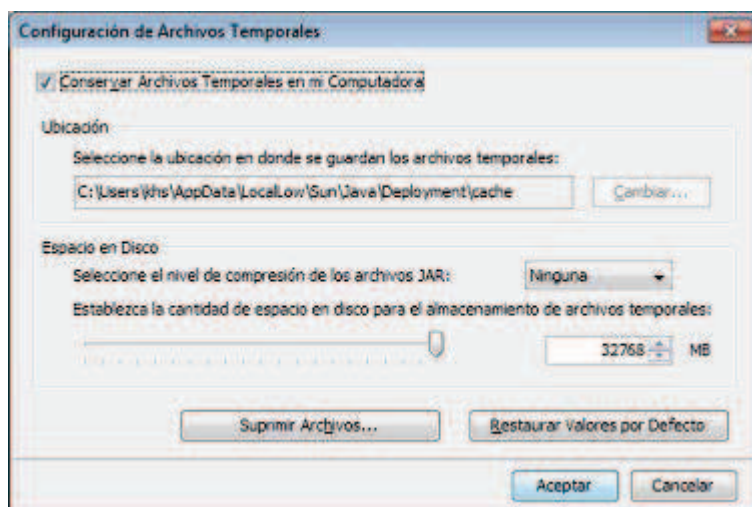 Configuración de Archivos Temporales
Conservar Archivos Temporales en mi Computadora
Ubicación
Seleccione la ubicación en donde se guardan los archivos temporales:
C:\Users\khs\AppData\LocalLow\Sun\Java\Deployment\cache
Cambiar...
Espacio en Disco
Seleccione el nivel de compresión de los archivos JAR:
Ninguna
Establezca la cantidad de espacio en disco para el almacenamiento de archivos temporales:
32768 MB
Suprimir Archivos...
Restaurar Valores por Defecto
Aceptar
Cancelar